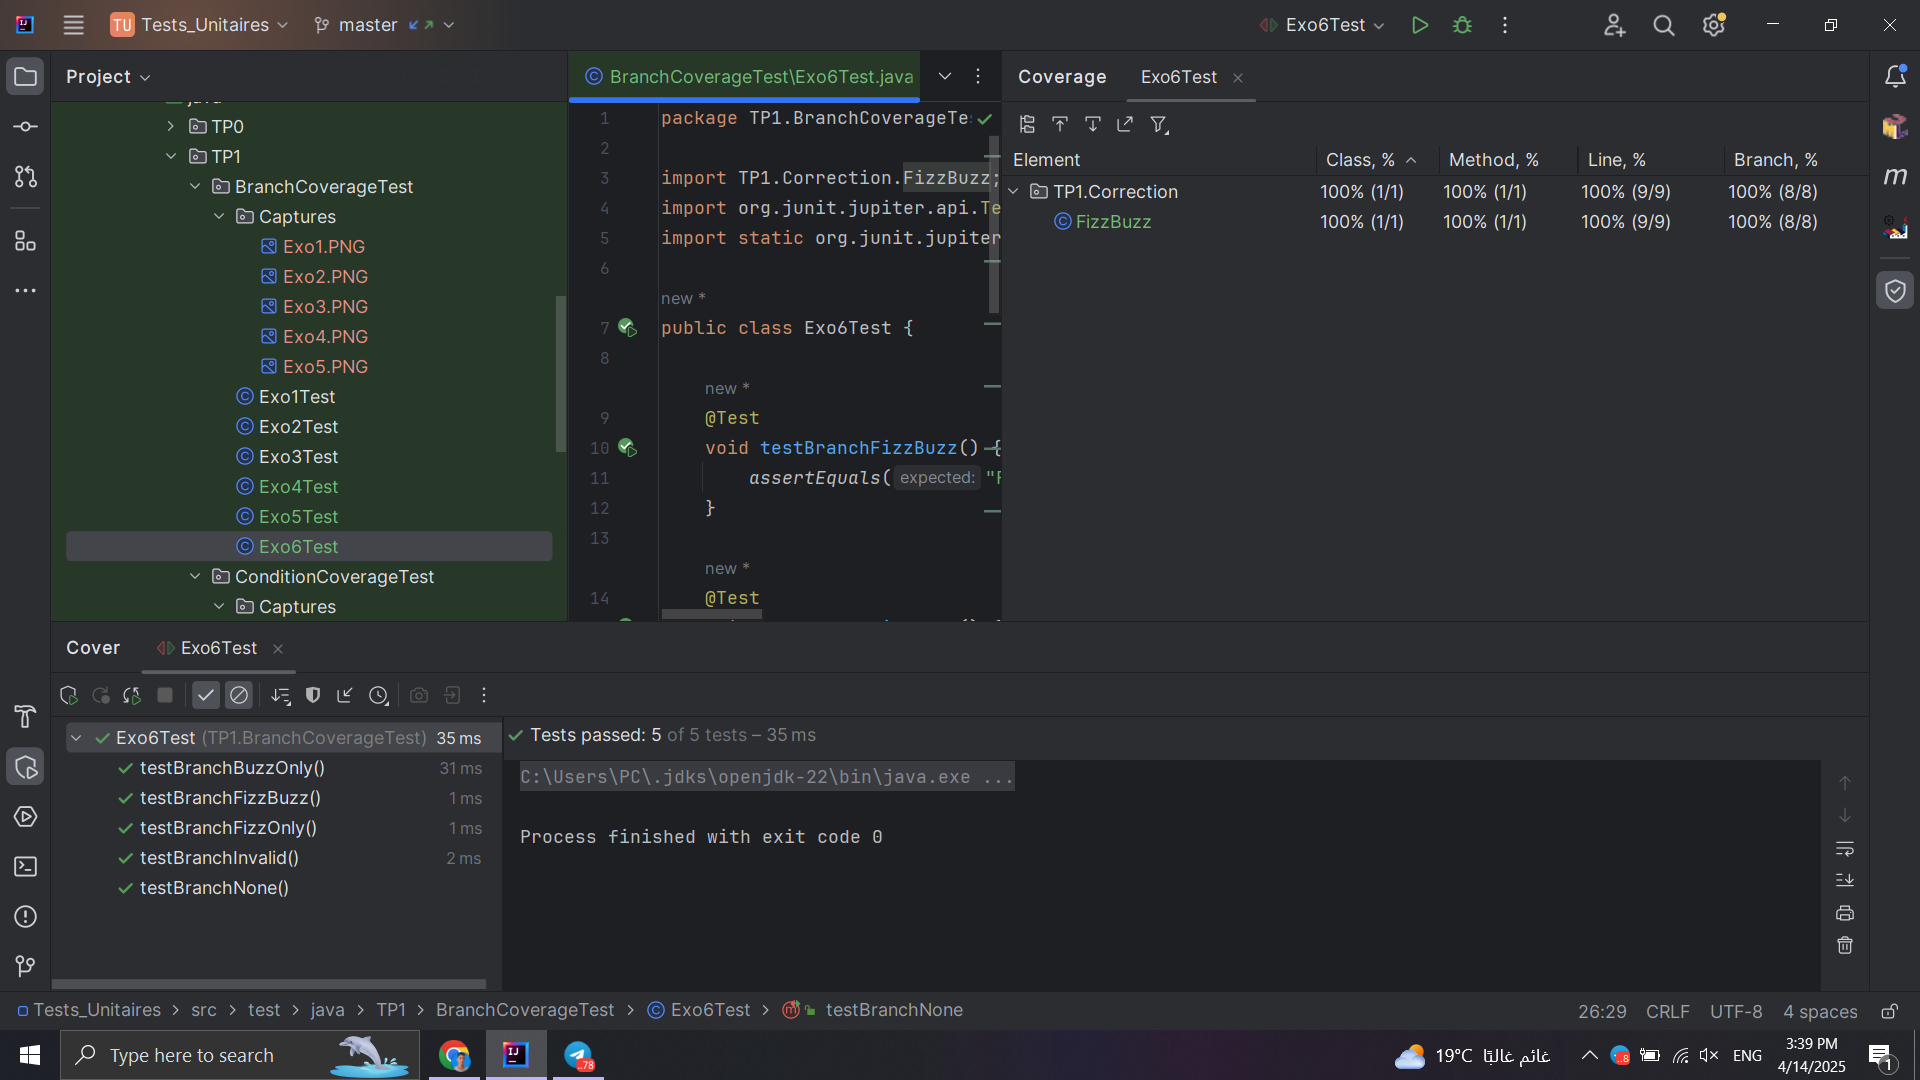 TU Tests_Unitaires master Exo6Test
Project
java
TP0
TP1
BranchCoverageTest
Captures
Exo1.PNG
Exo2.PNG
Exo3.PNG
Exo4.PNG
Exo5.PNG
Exo1Test
Exo2Test
Exo3Test
Exo4Test
Exo5Test
Exo6Test
ConditionCoverageTest
Captures
BranchCoverageTest\Exo6Test.java
1 package TP1.BranchCoverageTe
2
3 import TP1.Correction.FizzBuzz;
4 import org.junit.jupiter.api.Te
5 import static org.junit.jupiter
6
new *
7 public class Exo6Test {
8
new *
9 @Test
10 void testBranchFizzBuzz() {
11 assertEquals( expected: "F
12 }
13
new *
14 @Test
Coverage Exo6Test
Element Class, % Method, % Line, % Branch, %
TP1.Correction 100% (1/1) 100% (1/1) 100% (9/9) 100% (8/8)
FizzBuzz 100% (1/1) 100% (1/1) 100% (9/9) 100% (8/8)
m
Cover Exo6Test
Exo6Test (TP1.BranchCoverageTest) 35 ms
testBranchBuzzOnly() 31 ms
testBranchFizzBuzz() 1 ms
testBranchFizzOnly() 1 ms
testBranchInvalid() 2 ms
testBranchNone()
Tests passed: 5 of 5 tests – 35 ms
C:\Users\PC\.jdks\openjdk-22\bin\java.exe ...
Process finished with exit code 0
Tests_Unitaires > src > test > java > TP1 > BranchCoverageTest > Exo6Test > testBranchNone
26:29 CRLF UTF-8 4 spaces
Type here to search
..78
19°C غائم غالبًا
..8
ENG
3:39 PM
4/14/2025
1